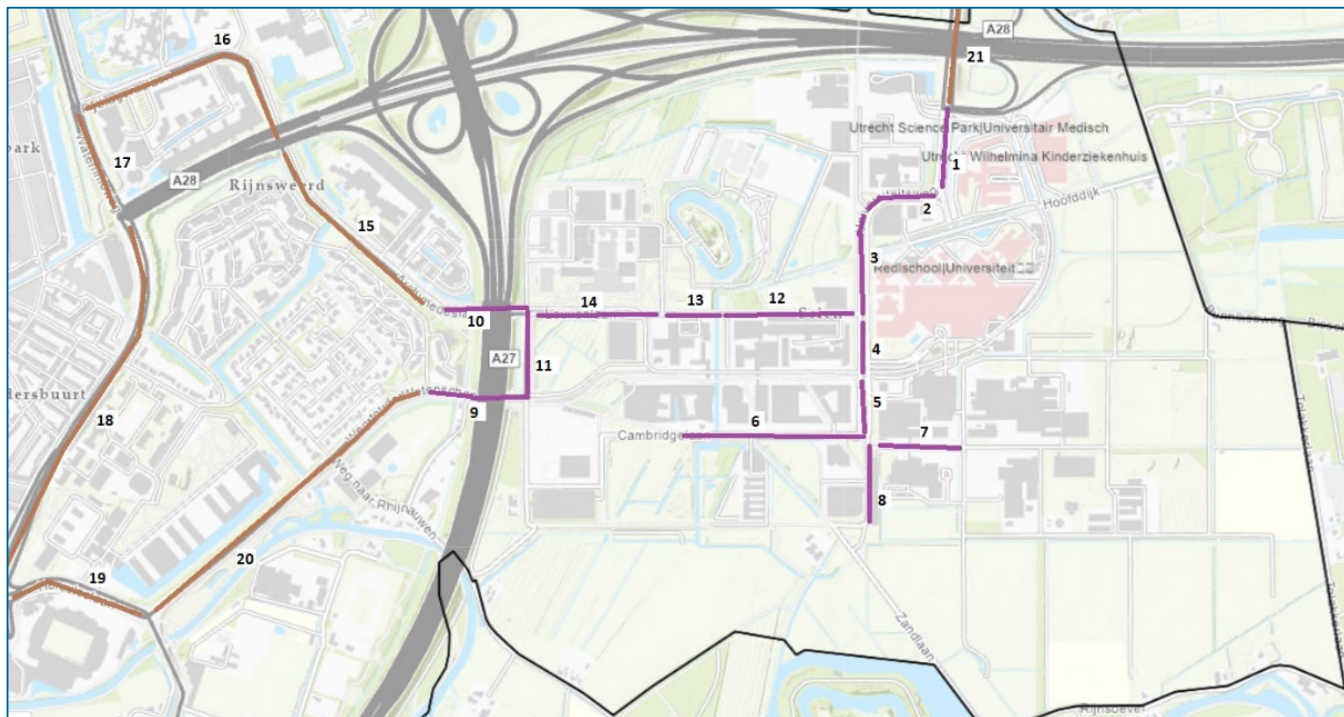 16
A28
21
17
park
A28
Rijnsweerd
Utrecht Science Park|Universitair Medisch
1
Utrecht Wilhelmina Kinderziekenhuis
Hoofddijk
2
15
3
14
13
12
10
A27
11
4
9
5
dersbuurt
18
Cambridgelaan
6
7
Weg naar Rhijnauwen
8
20
19
Zandlaan
Rijnsoever